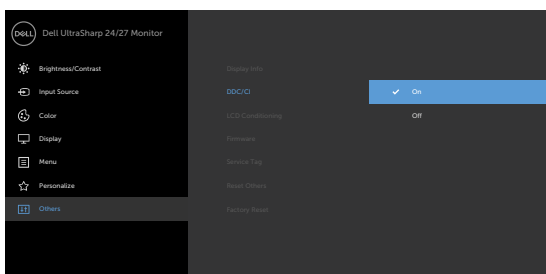 DELL Dell UltraSharp 24/27 Monitor
Brightness/Contrast
Display Info
Input Source
DDC/CI
On
Color
LCD Conditioning
Off
Display
Firmware
Menu
Service Tag
Personalize
Reset Others
Others
Factory Reset